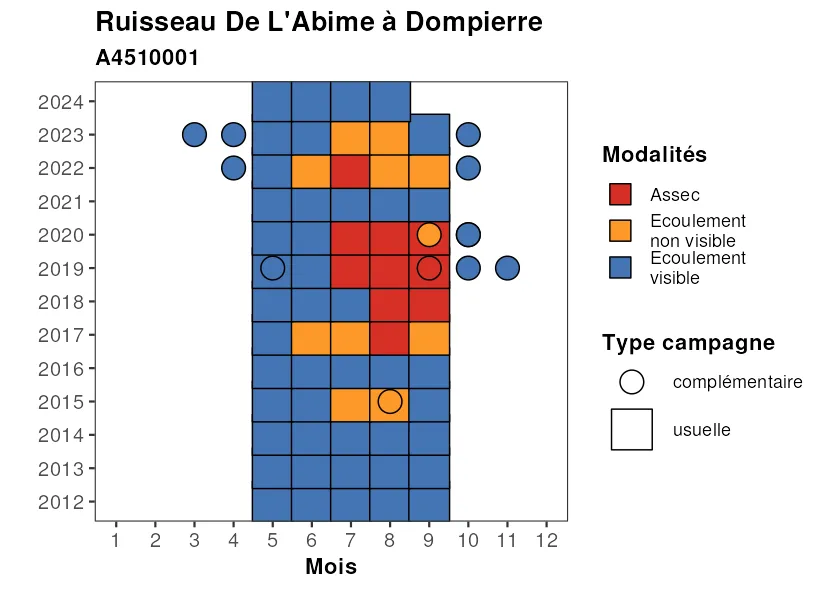 Ruisseau De L'Abime à Dompierre
A4510001
2024
2023
2022
2021
2020
2019
2018
2017
2016
2015
2014
2013
2012
1 2 3 4 5 6 7 8 9 10 11 12
Mois
Modalités
Assec
Ecoulement
non visible
Ecoulement
visible
Type campagne
complémentaire
usuelle